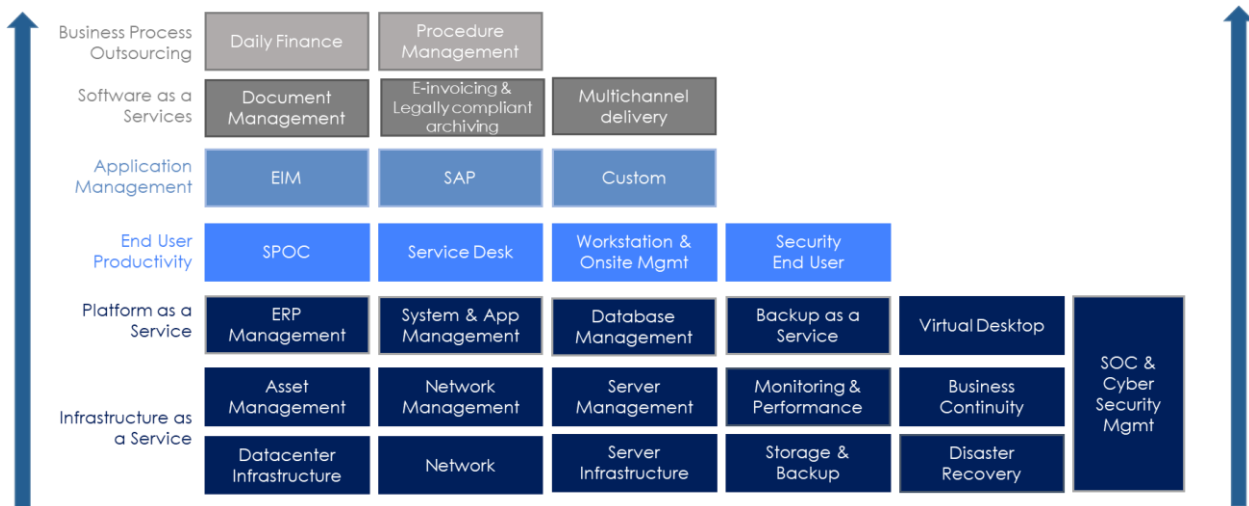 Business Process
Outsourcing
Daily Finance
Procedure
Management
Software as a
Services
Document
Management
E-invoicing &
Legally compliant
archiving
Multichannel
delivery
Application
Management
EIM
SAP
Custom
End User
Productivity
SPOC
Service Desk
Workstation &
Onsite Mgmt
Security
End User
Platform as a
Service
ERP
Management
System & App
Management
Database
Management
Backup as a
Service
Virtual Desktop
SOC &
Cyber
Security
Mgmt
Infrastructure as
a Service
Asset
Management
Network
Management
Server
Management
Monitoring &
Performance
Business
Continuity
Datacenter
Infrastructure
Network
Server
Infrastructure
Storage &
Backup
Disaster
Recovery